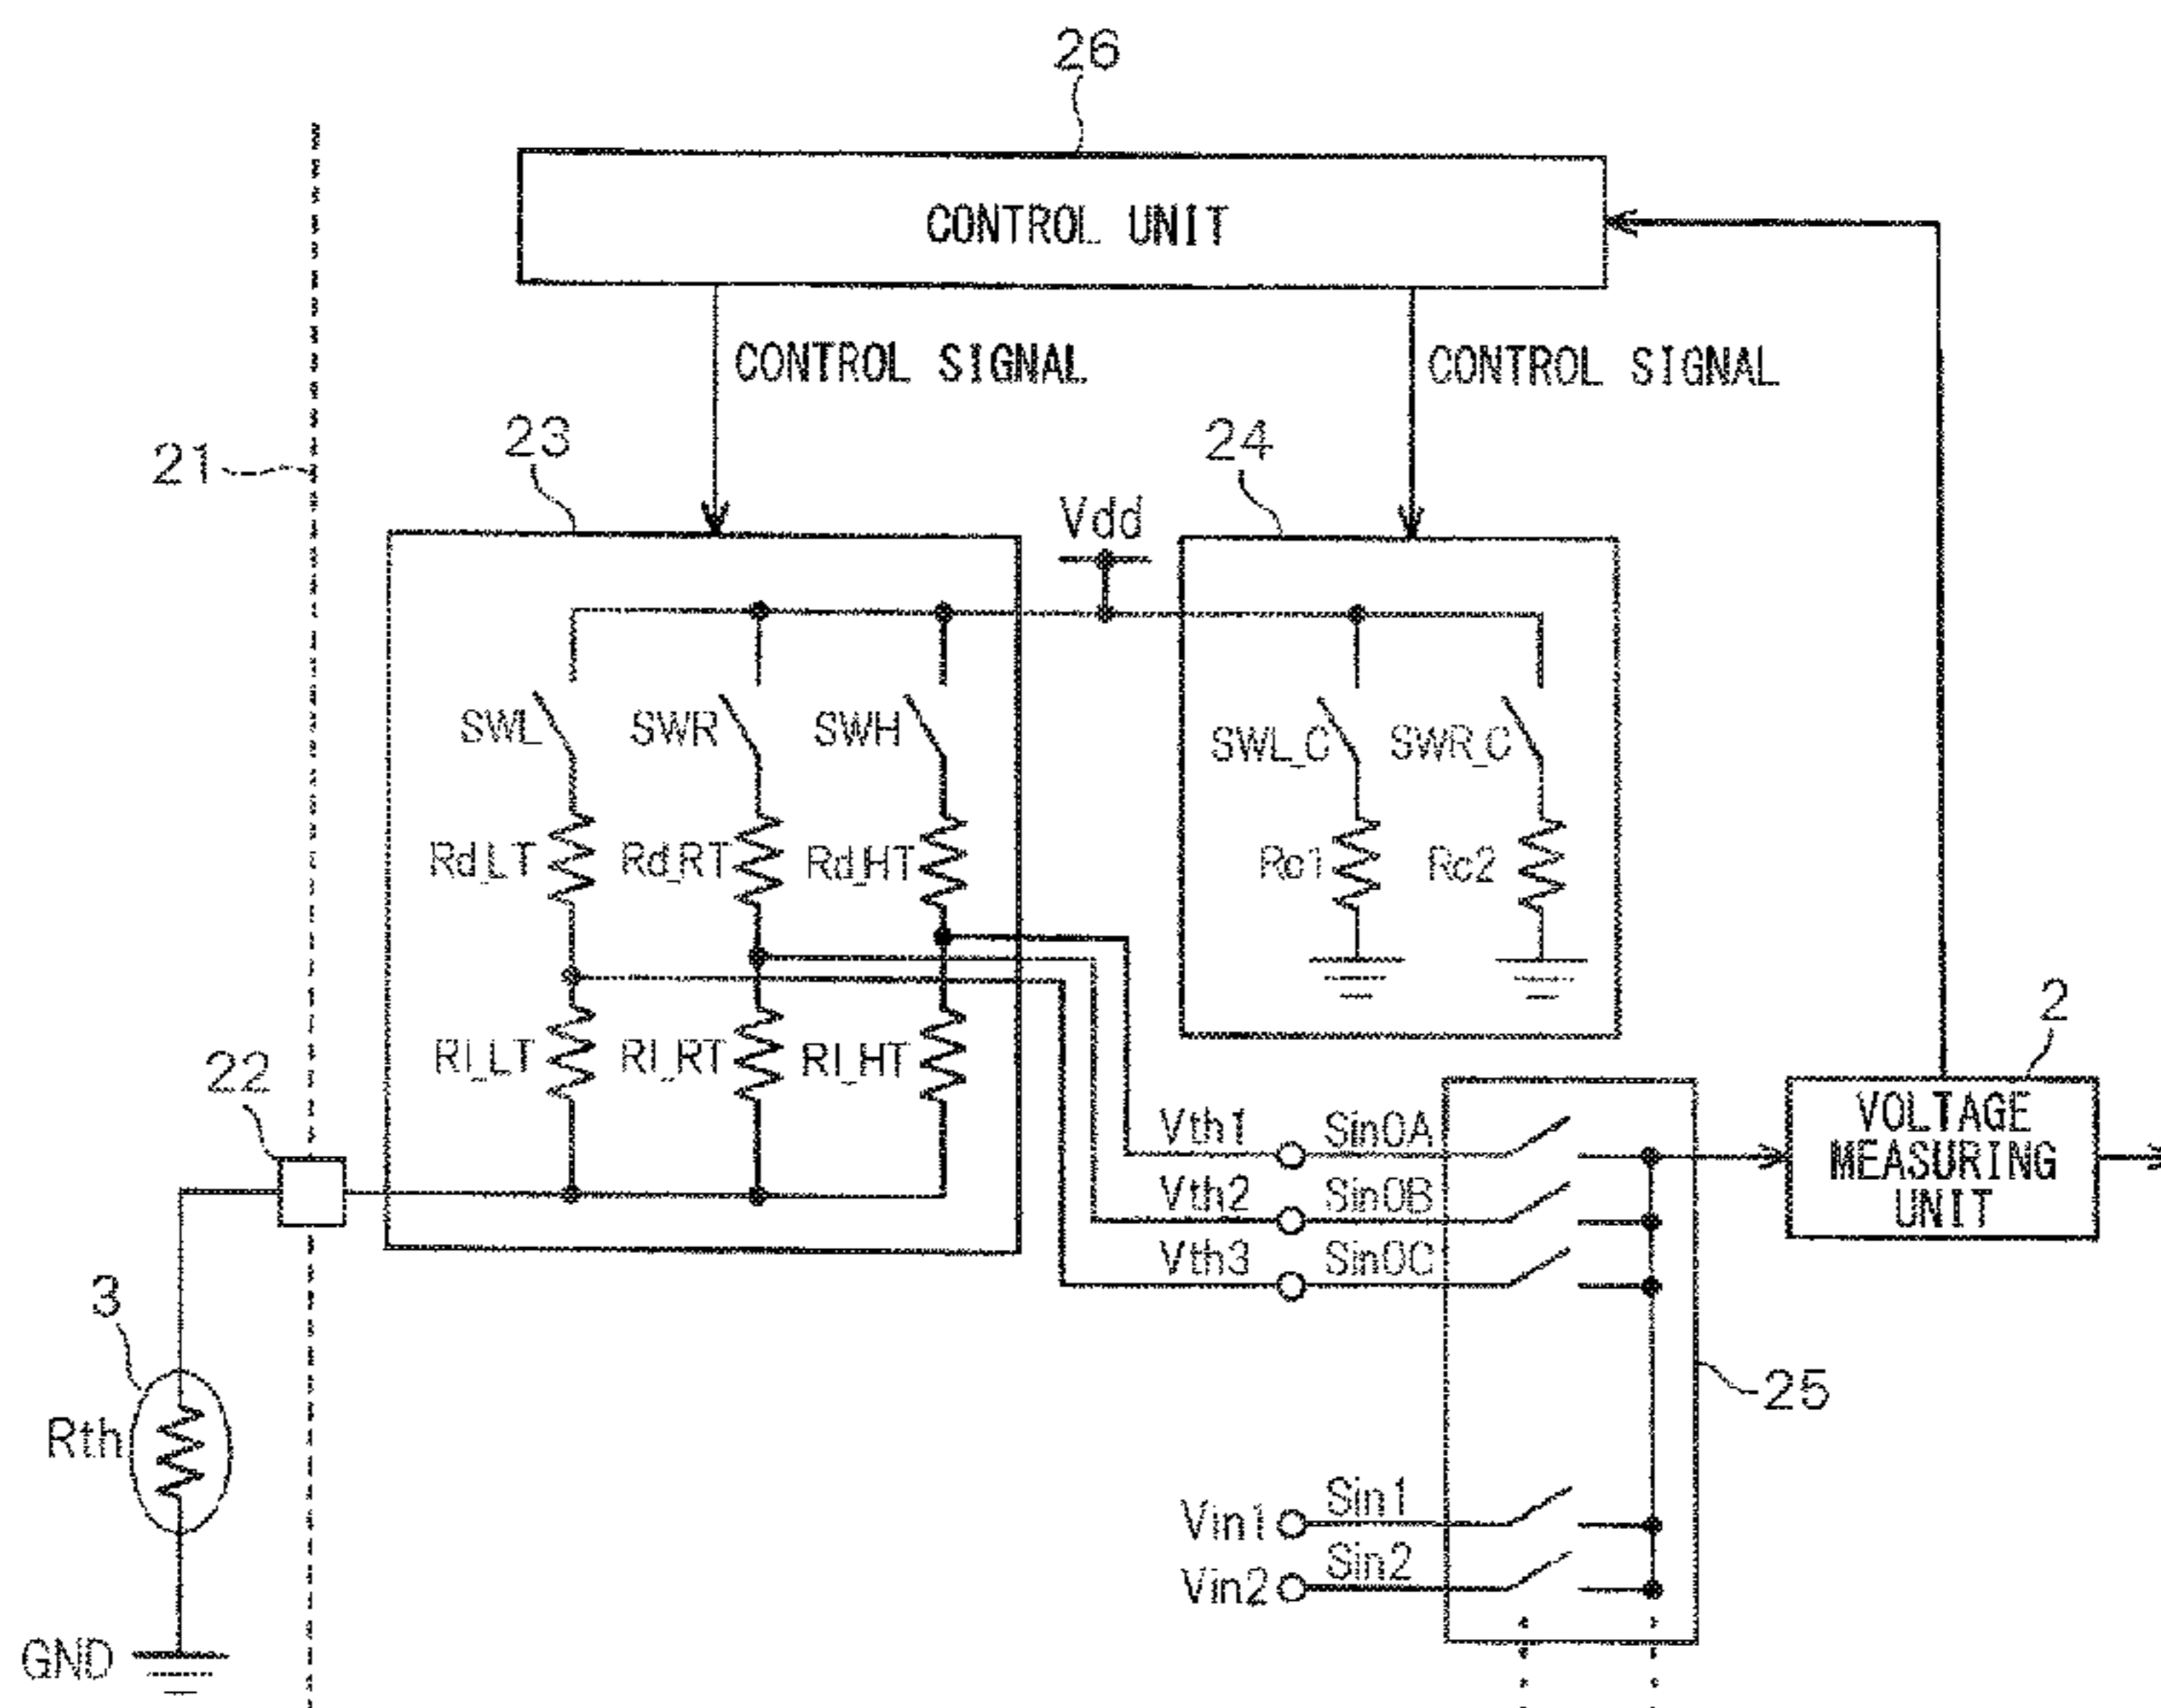 26
CONTROL UNIT
CONTROL SIGNAL
CONTROL SIGNAL
21
23
24
Vdd
SWL
SWR
SWH
SWL_C
SWR_C
Rd_LT
Rd_RT
Rd_HT
Rc1
Rc2
Rl_LT
Rl_RT
Rl_HT
22
2
VOLTAGE
MEASURING
UNIT
Vth1
Sin0A
Vth2
Sin0B
Vth3
Sin0C
3
Rth
25
Vin1
Sin1
Vin2
Sin2
GND